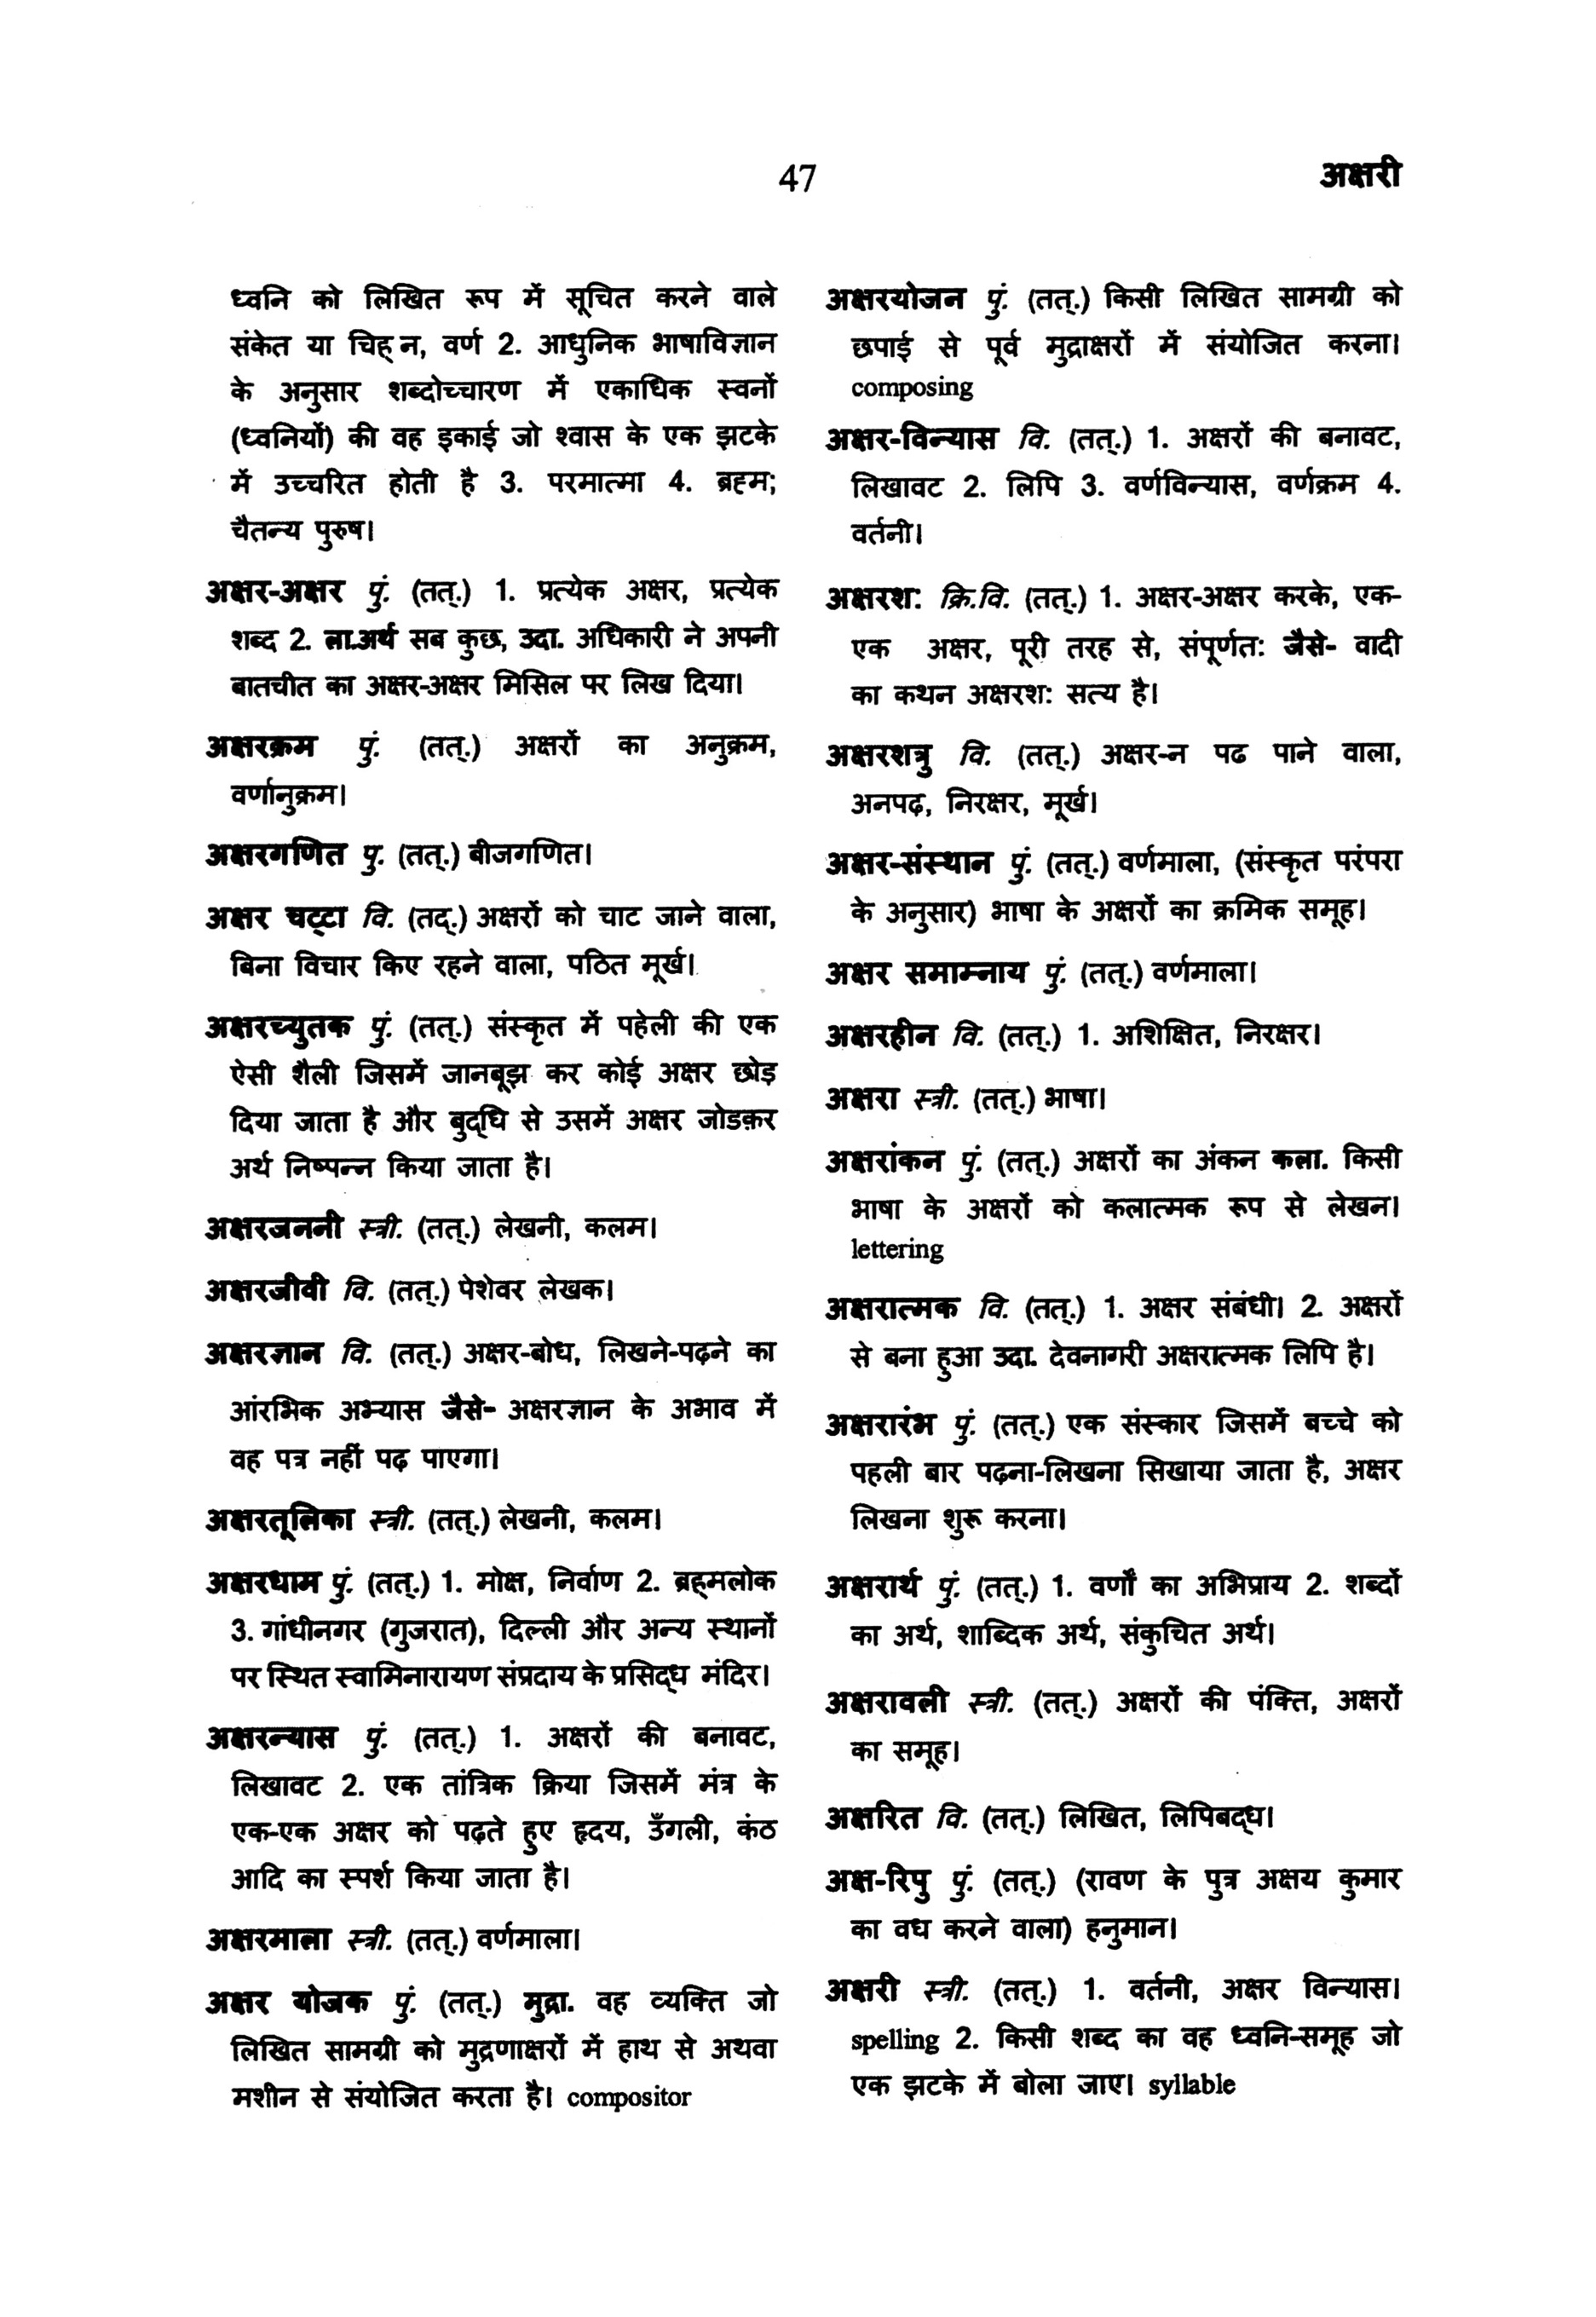 47
अक्षरी
ध्वनि को लिखित रूप में सूचित करने वाले
संकेत या चिह्‌न, वर्ण 2. आधुनिक भाषाविज्ञान
के अनुसार शब्दोच्चारण में एकाधिक स्वनों
(ध्वनियों) की वह इकाई जो श्वास के एक झटके
में उच्चरित होती है 3. परमात्मा 4. ब्रह्म;
चैतन्य पुरुष।
अक्षर-अक्षर पुं. (तत्.) 1. प्रत्येक अक्षर, प्रत्येक
शब्द 2. ला.अर्थ सब कुछ, उदा. अधिकारी ने अपनी
बातचीत का अक्षर-अक्षर मिसिल पर लिख दिया।
अक्षरक्रम पुं. (तत्.) अक्षरों का अनुक्रम,
वर्णानुक्रम।
अक्षरगणित पु. (तत्.) बीजगणित।
अक्षर चट्‌टा वि. (तद्.) अक्षरों को चाट जाने वाला,
बिना विचार किए रहने वाला, पठित मूर्ख।
अक्षरच्युतक पुं. (तत्.) संस्कृत में पहेली की एक
ऐसी शैली जिसमें जानबूझ कर कोई अक्षर छोड़
दिया जाता है और बुद्‌धि से उसमें अक्षर जोडक़र
अर्थ निष्पन्न किया जाता है।
अक्षरजननी स्त्री. (तत्.) लेखनी, कलम।
अक्षरजीवी वि. (तत्.) पेशेवर लेखक।
अक्षरज्ञान वि. (तत्.) अक्षर-बोध, लिखने-पढ़ने का
आंरभिक अभ्यास जैसे- अक्षरज्ञान के अभाव में
वह पत्र नहीं पढ़ पाएगा।
अक्षरतूलिका स्त्री. (तत्.) लेखनी, कलम।
अक्षरधाम पुं. (तत्.) 1. मोक्ष, निर्वाण 2. ब्रह्‌मलोक
3. गांधीनगर (गुजरात), दिल्ली और अन्य स्थानों
पर स्थित स्वामिनारायण संप्रदाय के प्रसिद्‌ध मंदिर।
अक्षरन्यास पुं. (तत्.) 1. अक्षरों की बनावट,
लिखावट 2. एक तांत्रिक क्रिया जिसमें मंत्र के
एक-एक अक्षर को पढ़ते हुए हृदय, उँगली, कंठ
आदि का स्पर्श किया जाता है।
अक्षरमाला स्त्री. (तत्.) वर्णमाला।
अक्षर योजक पुं. (तत्.) मुद्रा. वह व्यक्ति जो
लिखित सामग्री को मुद्रणाक्षरों में हाथ से अथवा
मशीन से संयोजित करता है। compositor
अक्षरयोजन पुं. (तत्.) किसी लिखित सामग्री को
छपाई से पूर्व मुद्राक्षरों में संयोजित करना।
composing
अक्षर-विन्यास वि. (तत्.) 1. अक्षरों की बनावट,
लिखावट 2. लिपि 3. वर्णविन्यास, वर्णक्रम 4.
वर्तनी।
अक्षरश: क्रि.वि. (तत्.) 1. अक्षर-अक्षर करके, एक-
एक अक्षर, पूरी तरह से, संपूर्णत: जैसे- वादी
का कथन अक्षरश: सत्य है।
अक्षरशत्रु वि. (तत्.) अक्षर-न पढ पाने वाला,
अनपढ़, निरक्षर, मूर्ख।
अक्षर-संस्थान पुं. (तत्.) वर्णमाला, (संस्कृत परंपरा
के अनुसार) भाषा के अक्षरों का क्रमिक समूह।
अक्षर समाम्नाय पुं. (तत्.) वर्णमाला।
अक्षरहीन वि. (तत्.) 1. अशिक्षित, निरक्षर।
अक्षरा स्त्री. (तत्.) भाषा।
अक्षरांकन पुं. (तत्.) अक्षरों का अंकन कला. किसी
भाषा के अक्षरों को कलात्मक रूप से लेखन।
lettering
अक्षरात्मक वि. (तत्.) 1. अक्षर संबंधी। 2. अक्षरों
से बना हुआ उदा. देवनागरी अक्षरात्मक लिपि है।
अक्षरारंभ पुं. (तत्.) एक संस्कार जिसमें बच्चे को
पहली बार पढ़ना-लिखना सिखाया जाता है, अक्षर
लिखना शुरू करना।
अक्षरार्थ पुं. (तत्.) 1. वर्णों का अभिप्राय 2. शब्दों
का अर्थ, शाब्दिक अर्थ, संकुचित अर्थ।
अक्षरावली स्त्री. (तत्.) अक्षरों की पंक्ति, अक्षरों
का समूह।
अक्षरित वि. (तत्.) लिखित, लिपिबद्‌ध।
अक्ष-रिपु पुं. (तत्.) (रावण के पुत्र अक्षय कुमार
का वध करने वाला) हनुमान।
अक्षरी स्त्री. (तत्.) 1. वर्तनी, अक्षर विन्यास।
spelling 2. किसी शब्द का वह ध्वनि-समूह जो
एक झटके में बोला जाए। syllable